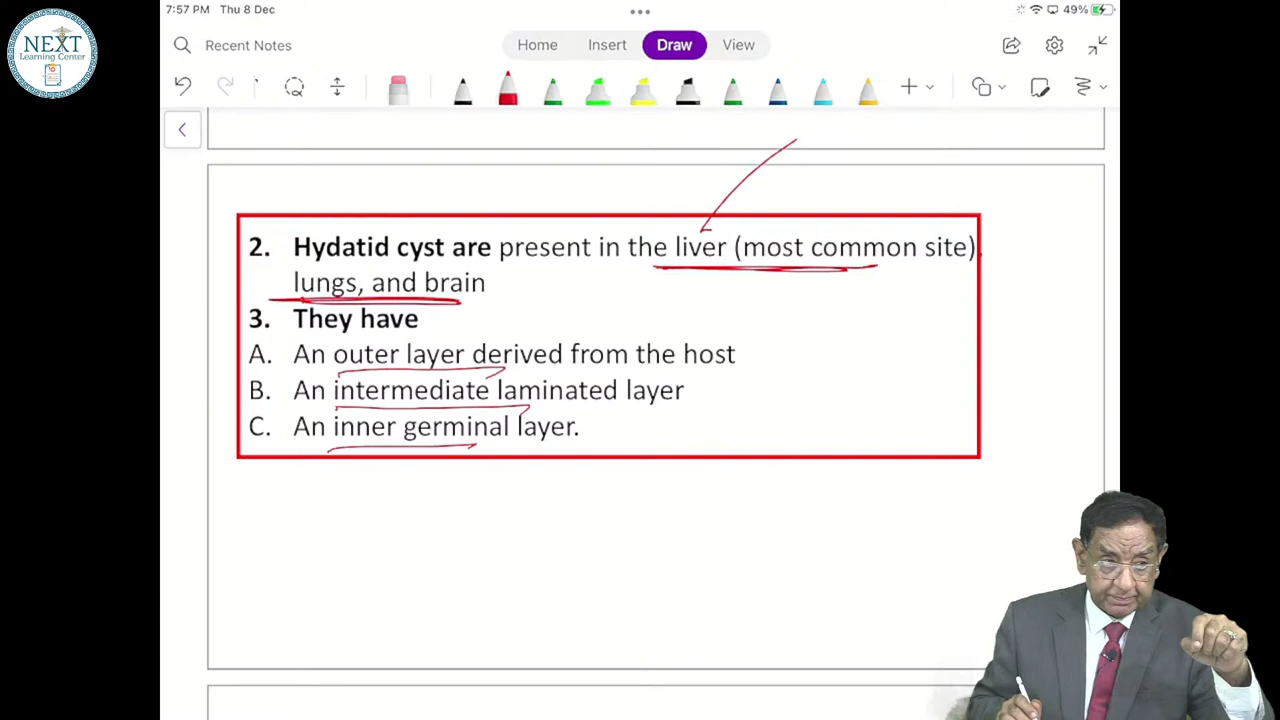 7:57 PM Thu 8 Dec
49%
NEXT
Learning Center
Recent Notes
Home Insert Draw View
2. Hydatid cyst are present in the liver (most common site),
lungs, and brain
3. They have
A. An outer layer derived from the host
B. An intermediate laminated layer
C. An inner germinal layer.